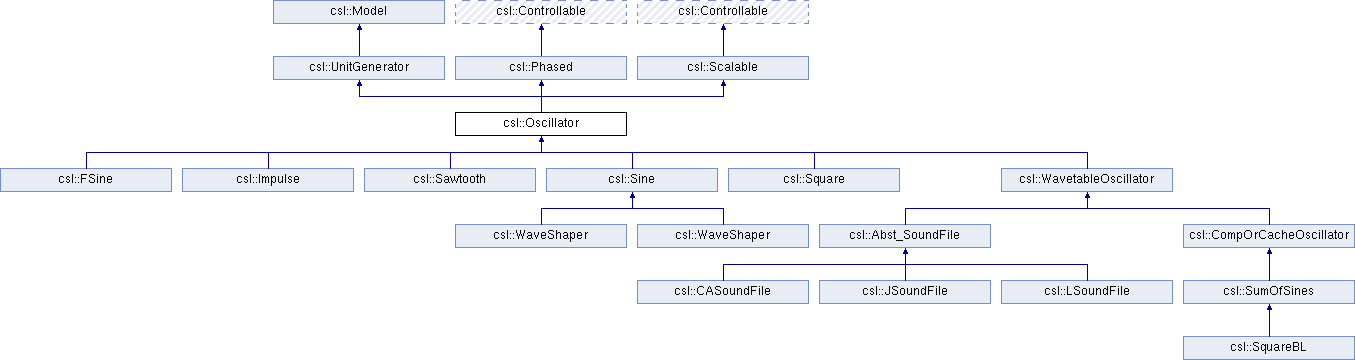 csl::Model
csl::Controllable
csl::Controllable
csl::UnitGenerator
csl::Phased
csl::Scalable
csl::Oscillator
csl::FSine
csl::Impulse
csl::Sawtooth
csl::Sine
csl::Square
csl::WavetableOscillator
csl::WaveShaper
csl::WaveShaper
csl::Abst_SoundFile
csl::CompOrCacheOscillator
csl::CASoundFile
csl::JSoundFile
csl::LSoundFile
csl::SumOfSines
csl::SquareBL